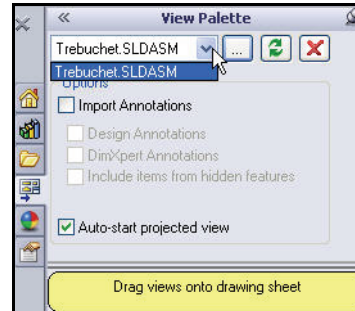 View Palette
Trebuchet.SLDASM
...
Trebuchet.SLDASM
Options
Import Annotations
Design Annotations
DimXpert Annotations
Include items from hidden features
Auto-start projected view
Drag views onto drawing sheet